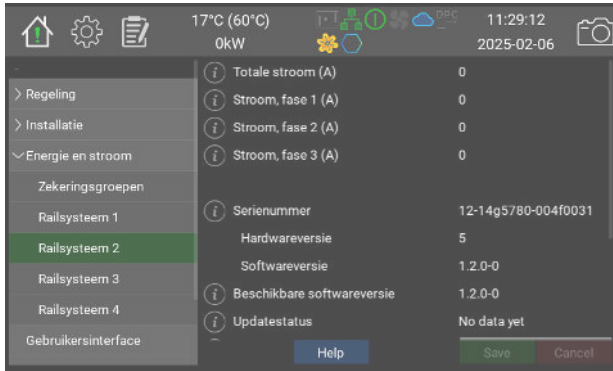 17°C (60°C)
0kW
11:29:12
2025-02-06
Regeling
Installatie
Energie en stroom
Zekeringsgroepen
Railsysteem 1
Railsysteem 2
Railsysteem 3
Railsysteem 4
Gebruikersinterface
Totale stroom (A) 0
Stroom, fase 1 (A) 0
Stroom, fase 2 (A) 0
Stroom, fase 3 (A) 0
Serienummer 12-14g5780-004f0031
Hardwareversie 5
Softwareversie 1.2.0-0
Beschikbare softwareversie 1.2.0-0
Updatestatus No data yet
Help Save Cancel